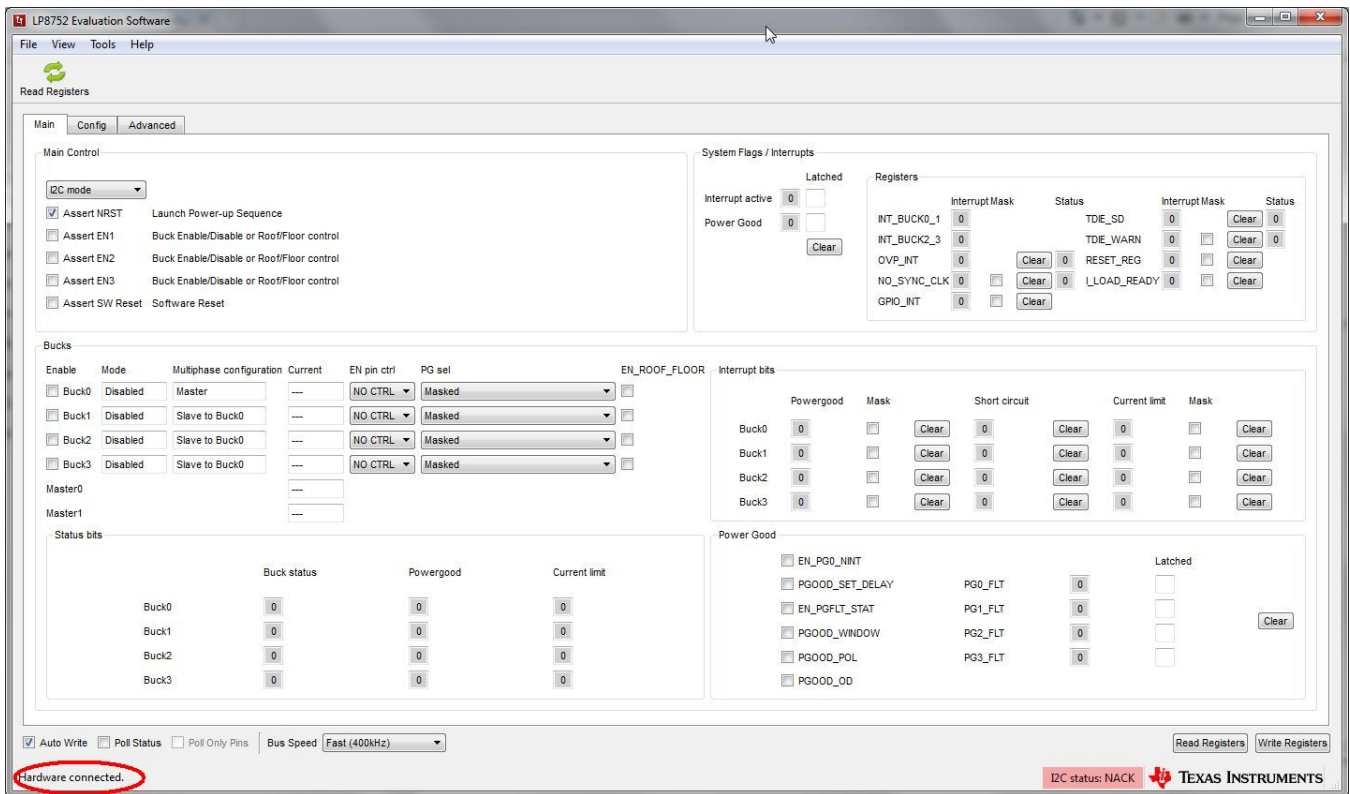 LP8752 Evaluation Software
File View Tools Help
Read Registers
Main Config Advanced
Main Control
I2C mode
Assert NRST Launch Power-up Sequence
Assert EN1 Buck Enable/Disable or Roof/Floor control
Assert EN2 Buck Enable/Disable or Roof/Floor control
Assert EN3 Buck Enable/Disable or Roof/Floor control
Assert SW Reset Software Reset
System Flags / Interrupts
Latched
Interrupt active 0
Power Good 0
Clear
Registers
Interrupt Mask Status Interrupt Mask Status
INT_BUCK0_1 0 TDIE_SD 0 Clear 0
INT_BUCK2_3 0 TDIE_WARN 0 Clear 0
OVP_INT 0 Clear 0 RESET_REG 0 Clear
NO_SYNC_CLK 0 Clear 0 I_LOAD_READY 0 Clear
GPIO_INT 0 Clear
Bucks
Enable Mode Multiphase configuration Current EN pin ctrl PG sel EN_ROOF_FLOOR
Buck0 Disabled Master --- NO CTRL Masked
Buck1 Disabled Slave to Buck0 --- NO CTRL Masked
Buck2 Disabled Slave to Buck0 --- NO CTRL Masked
Buck3 Disabled Slave to Buck0 --- NO CTRL Masked
Master0 ---
Master1 ---
Interrupt bits
Powergood Mask Short circuit Current limit Mask
Buck0 0 Clear 0 Clear 0 Clear
Buck1 0 Clear 0 Clear 0 Clear
Buck2 0 Clear 0 Clear 0 Clear
Buck3 0 Clear 0 Clear 0 Clear
Status bits
Buck status Powergood Current limit
Buck0 0 0 0
Buck1 0 0 0
Buck2 0 0 0
Buck3 0 0 0
Power Good
EN_PG0_NINT Latched
PGOOD_SET_DELAY PG0_FLT 0
EN_PGFLT_STAT PG1_FLT 0
Clear
PGOOD_WINDOW PG2_FLT 0
PGOOD_POL PG3_FLT 0
PGOOD_OD
Auto Write Poll Status Poll Only Pins Bus Speed Fast (400kHz) Read Registers Write Registers
Hardware connected. I2C status: NACK TEXAS INSTRUMENTS